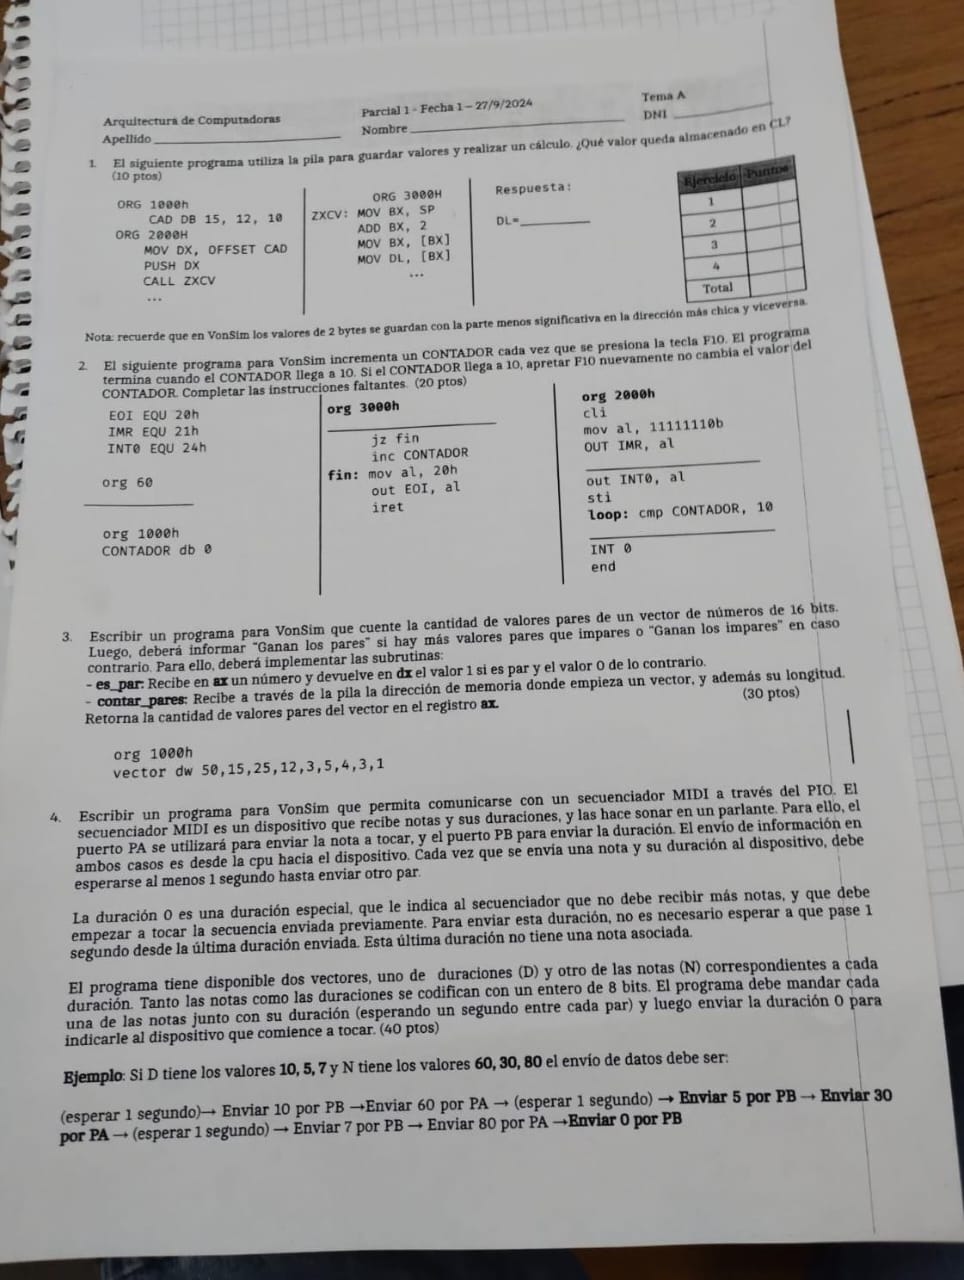 Arquitectura de Computadoras Parcial 1 - Fecha 1 – 27/9/2024 Tema A
Apellido Nombre DNI
1. El siguiente programa utiliza la pila para guardar valores y realizar un cálculo. ¿Qué valor queda almacenado en CL?
(10 ptos)
ORG 1000h
CAD DB 15, 12, 10
ORG 2000H
MOV DX, OFFSET CAD
PUSH DX
CALL ZXCV
...
ORG 3000H
ZXCV: MOV BX, SP
ADD BX, 2
MOV BX, [BX]
MOV DL, [BX]
...
Respuesta:
DL=
Ejercicio Puntos
1
2
3
4
Total
Nota: recuerde que en VonSim los valores de 2 bytes se guardan con la parte menos significativa en la dirección más chica y viceversa.
2. El siguiente programa para VonSim incrementa un CONTADOR cada vez que se presiona la tecla F10. El programa
termina cuando el CONTADOR llega a 10. Si el CONTADOR llega a 10, apretar F10 nuevamente no cambia el valor del
CONTADOR. Completar las instrucciones faltantes. (20 ptos)
EOI EQU 20h
IMR EQU 21h
INT0 EQU 24h
org 60
org 1000h
CONTADOR db 0
org 3000h
jz fin
inc CONTADOR
fin: mov al, 20h
out EOI, al
iret
org 2000h
cli
mov al, 11111110b
OUT IMR, al
out INT0, al
sti
loop: cmp CONTADOR, 10
INT 0
end
3. Escribir un programa para VonSim que cuente la cantidad de valores pares de un vector de números de 16 bits.
Luego, deberá informar "Ganan los pares" si hay más valores pares que impares o "Ganan los impares" en caso
contrario. Para ello, deberá implementar las subrutinas:
- es_par: Recibe en ax un número y devuelve en dx el valor 1 si es par y el valor 0 de lo contrario.
- contar_pares: Recibe a través de la pila la dirección de memoria donde empieza un vector, y además su longitud.
Retorna la cantidad de valores pares del vector en el registro ax. (30 ptos)
org 1000h
vector dw 50,15,25,12,3,5,4,3,1
4. Escribir un programa para VonSim que permita comunicarse con un secuenciador MIDI a través del PIO. El
secuenciador MIDI es un dispositivo que recibe notas y sus duraciones, y las hace sonar en un parlante. Para ello, el
puerto PA se utilizará para enviar la nota a tocar, y el puerto PB para enviar la duración. El envío de información en
ambos casos es desde la cpu hacia el dispositivo. Cada vez que se envía una nota y su duración al dispositivo, debe
esperarse al menos 1 segundo hasta enviar otro par.
La duración 0 es una duración especial, que le indica al secuenciador que no debe recibir más notas, y que debe
empezar a tocar la secuencia enviada previamente. Para enviar esta duración, no es necesario esperar a que pase 1
segundo desde la última duración enviada. Esta última duración no tiene una nota asociada.
El programa tiene disponible dos vectores, uno de duraciones (D) y otro de las notas (N) correspondientes a cada
duración. Tanto las notas como las duraciones se codifican con un entero de 8 bits. El programa debe mandar cada
una de las notas junto con su duración (esperando un segundo entre cada par) y luego enviar la duración 0 para
indicarle al dispositivo que comience a tocar. (40 ptos)
Ejemplo: Si D tiene los valores 10, 5, 7 y N tiene los valores 60, 30, 80 el envío de datos debe ser:
(esperar 1 segundo)→ Enviar 10 por PB →Enviar 60 por PA → (esperar 1 segundo) → Enviar 5 por PB → Enviar 30
por PA → (esperar 1 segundo) → Enviar 7 por PB → Enviar 80 por PA →Enviar 0 por PB